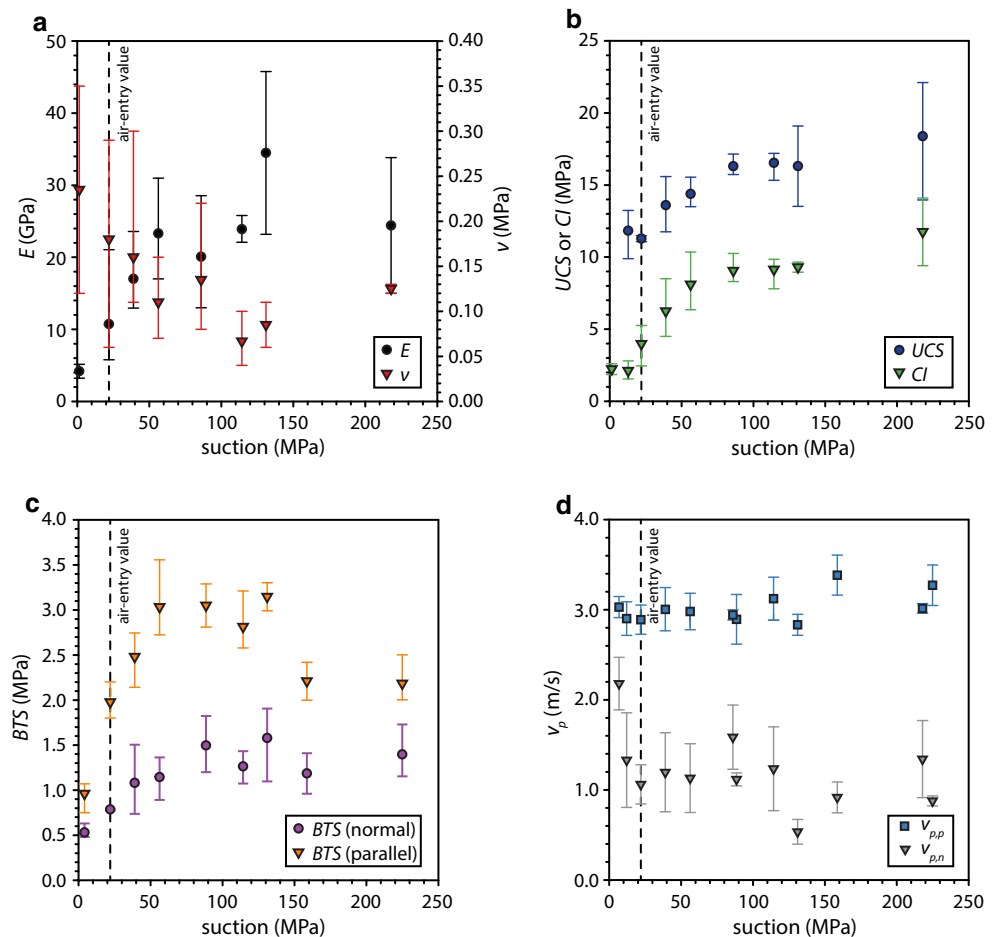 a
50
40
30
20
10
0
E (GPa)
0.40
0.35
0.30
0.25
0.20
0.15
0.10
0.05
0.00
ν (MPa)
air-entry value
E
ν
0 50 100 150 200 250
suction (MPa)
b
25
20
15
10
5
0
UCS or CI (MPa)
air-entry value
UCS
CI
0 50 100 150 200 250
suction (MPa)
c
4.0
3.5
3.0
2.5
2.0
1.5
1.0
0.5
0.0
BTS (MPa)
air-entry value
BTS (normal)
BTS (parallel)
0 50 100 150 200 250
suction (MPa)
d
4.0
3.0
2.0
1.0
0.0
vₚ (m/s)
air-entry value
v_{p,p}
v_{p,n}
0 50 100 150 200 250
suction (MPa)